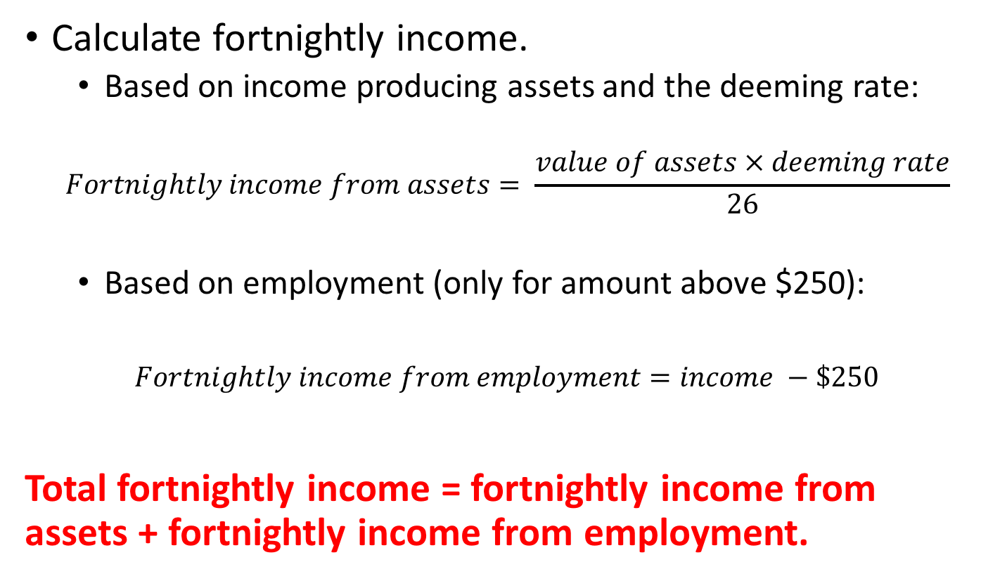 • Calculate fortnightly income.
• Based on income producing assets and the deeming rate:
Fortnightly income from assets = value of assets × deeming rate / 26
• Based on employment (only for amount above $250):
Fortnightly income from employment = income − $250
Total fortnightly income = fortnightly income from
assets + fortnightly income from employment.